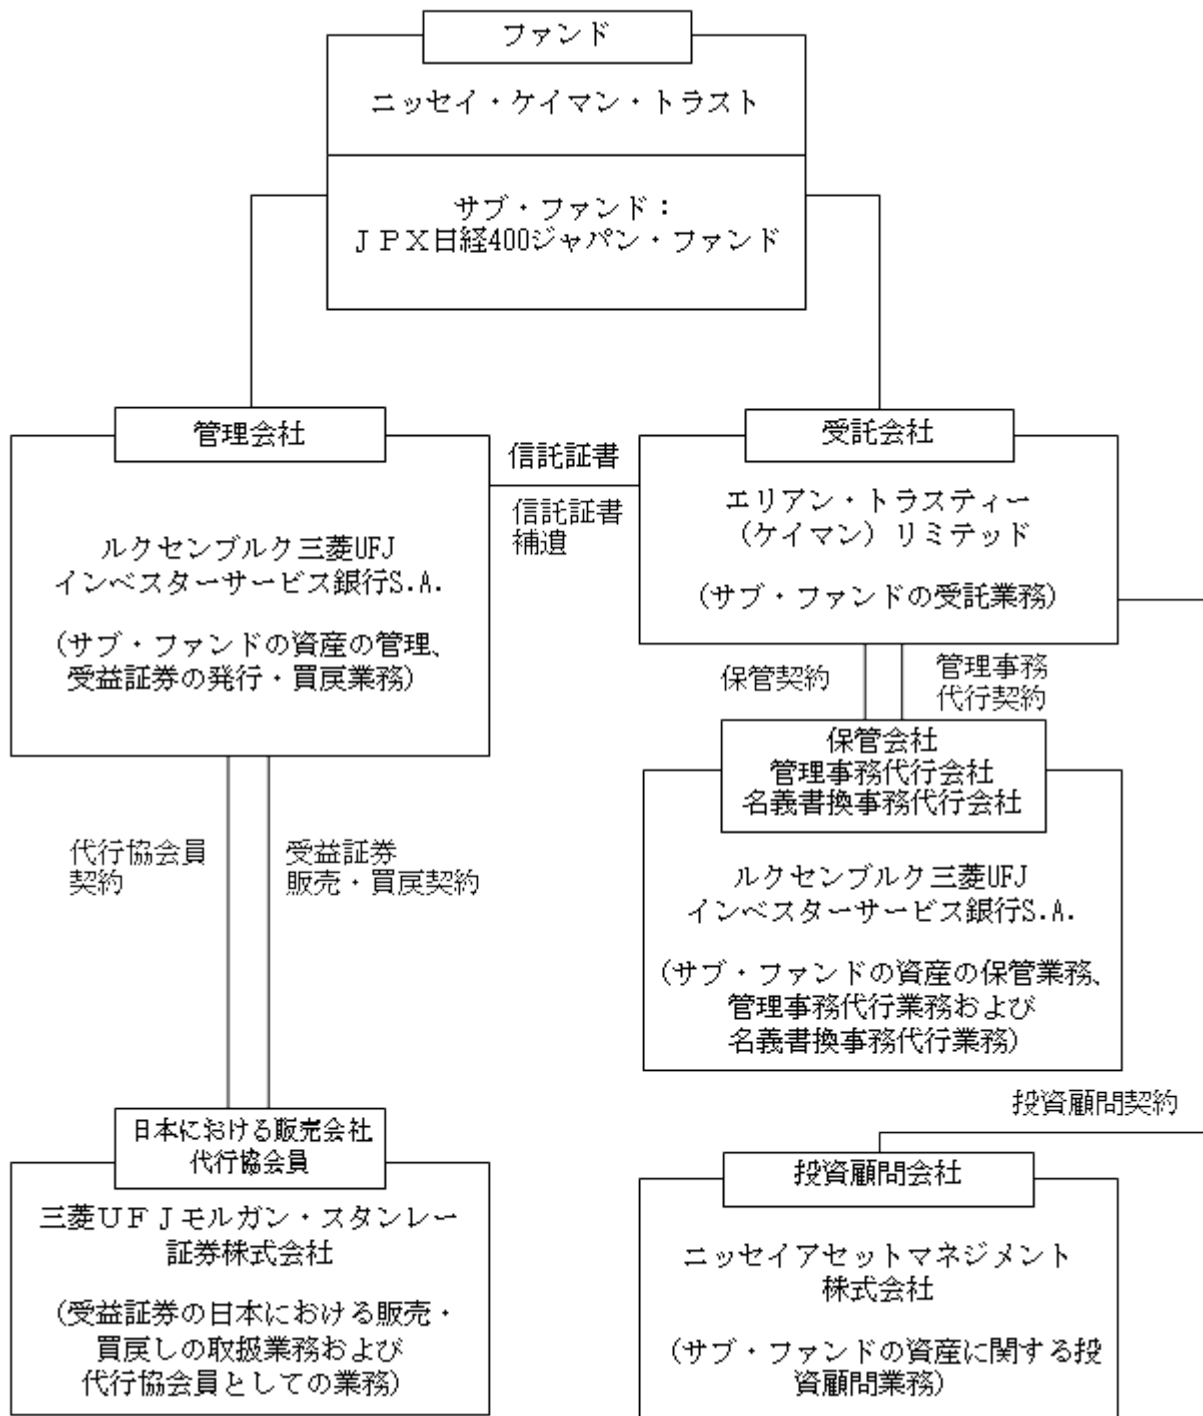 ファンド
ニッセイ・ケイマン・トラスト
サブ・ファンド：
ＪＰＸ日経400ジャパン・ファンド
管理会社
ルクセンブルク三菱UFJ
インベスターサービス銀行S.A.
(サブ・ファンドの資産の管理、
受益証券の発行・買戻業務)
信託証書
信託証書
補遺
受託会社
エリアン・トラスティー
（ケイマン）リミテッド
(サブ・ファンドの受託業務)
保管契約
管理事務
代行契約
保管会社
管理事務代行会社
名義書換事務代行会社
ルクセンブルク三菱UFJ
インベスターサービス銀行S.A.
(サブ・ファンドの資産の保管業務、
管理事務代行業務および
名義書換事務代行業務)
代行協会員
契約
受益証券
販売・買戻契約
日本における販売会社
代行協会員
三菱ＵＦＪモルガン・スタンレー
証券株式会社
(受益証券の日本における販売・
買戻しの取扱業務および
代行協会員としての業務)
投資顧問契約
投資顧問会社
ニッセイアセットマネジメント
株式会社
(サブ・ファンドの資産に関する投
資顧問業務)